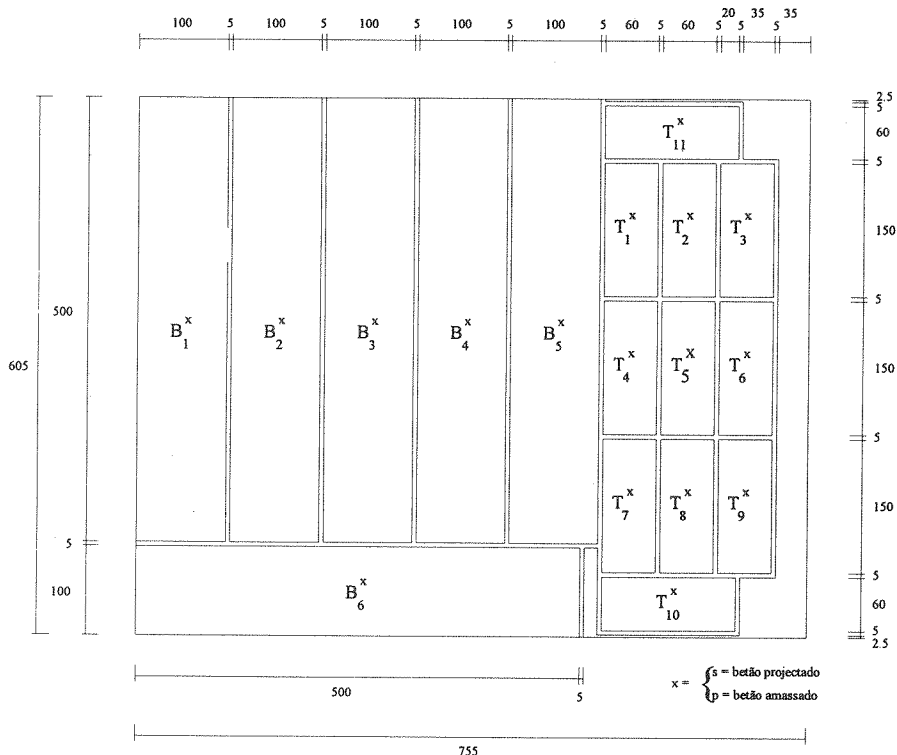 100 5 100 5 100 5 100 5 100 5 60 5 60 5 20 5 35 5 35
2.5
5
60
5
150
5
150
5
150
5
60
5
2.5
605
500
5
100
T₁₁ˣ
T₁ˣ T₂ˣ T₃ˣ
B₁ˣ B₂ˣ B₃ˣ B₄ˣ B₅ˣ
T₄ˣ T₅ˣ T₆ˣ
T₇ˣ T₈ˣ T₉ˣ
B₆ˣ
T₁₀ˣ
500 5
x = { s = betão projectado
p = betão amassado
755